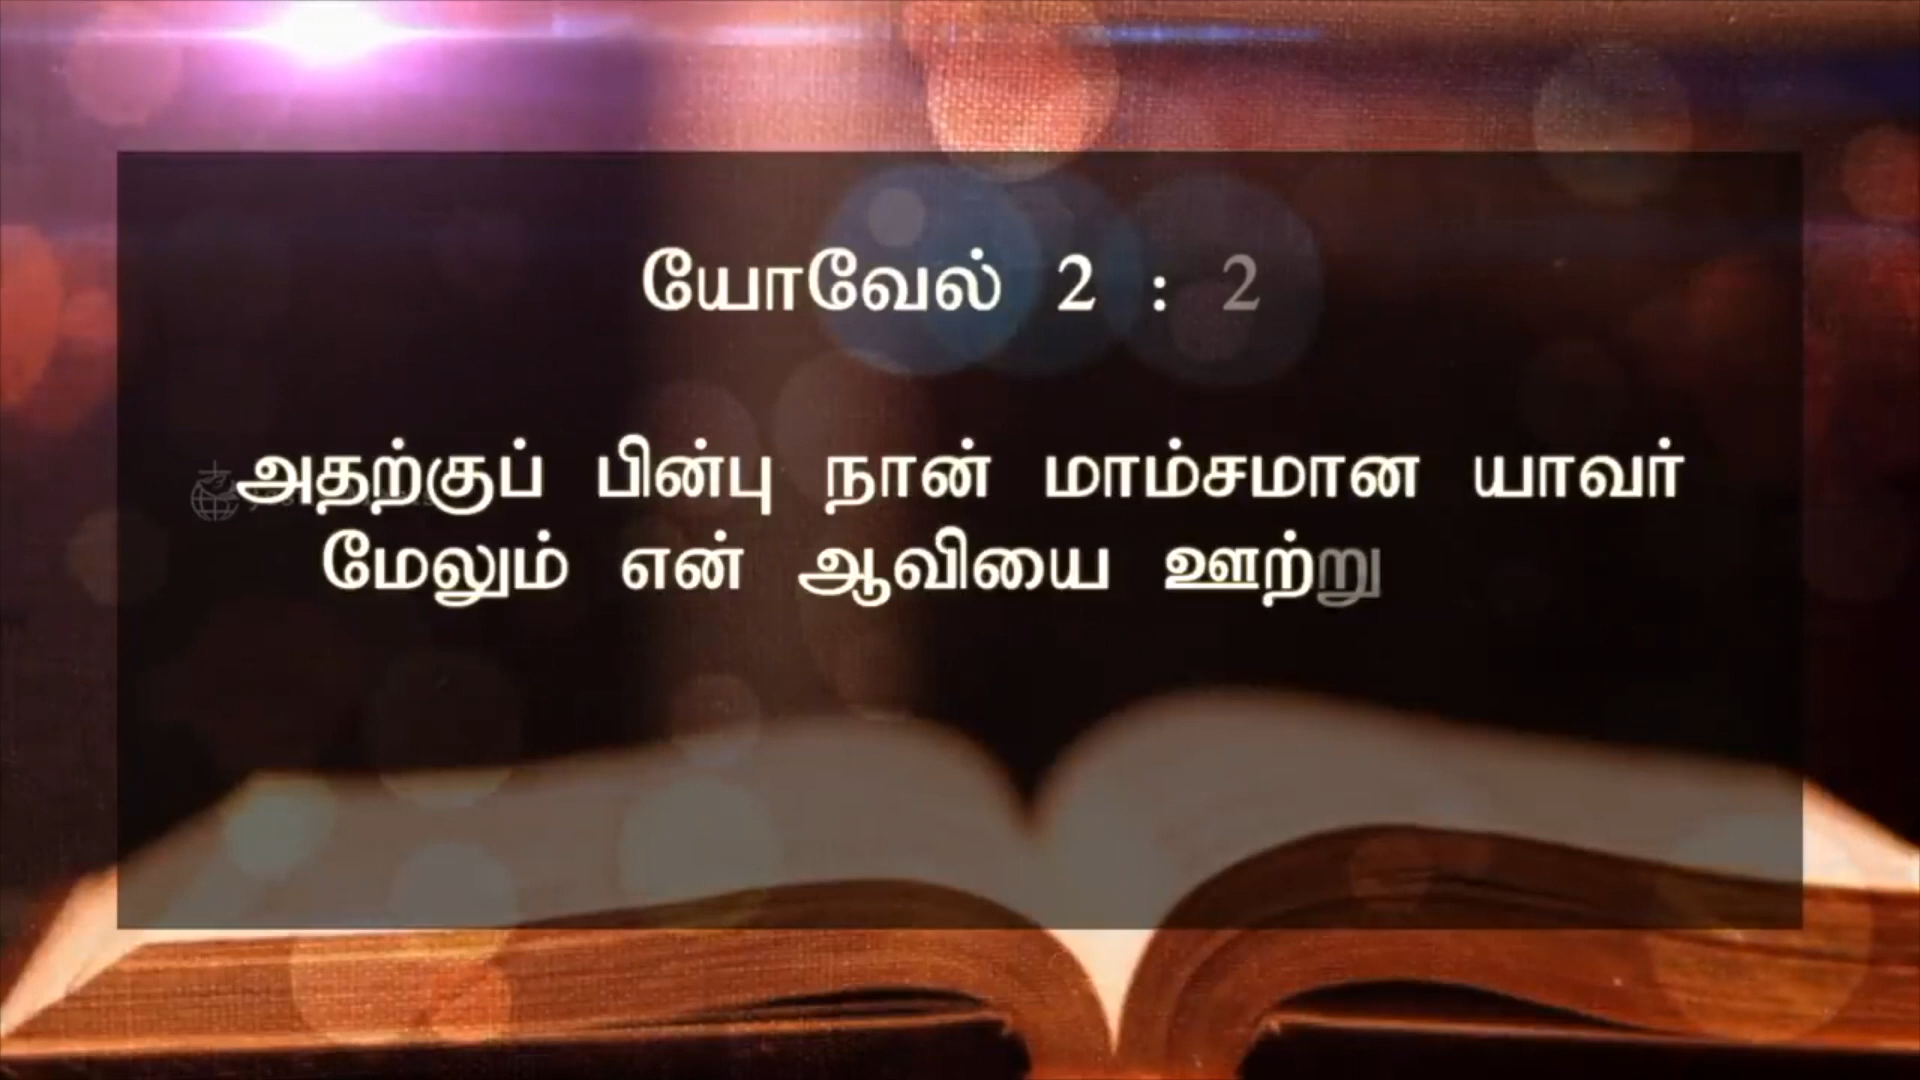 யோவேல் 2 : 2
அதற்குப் பின்பு நான் மாம்சமான யாவர்
மேலும் என் ஆவியை ஊற்று